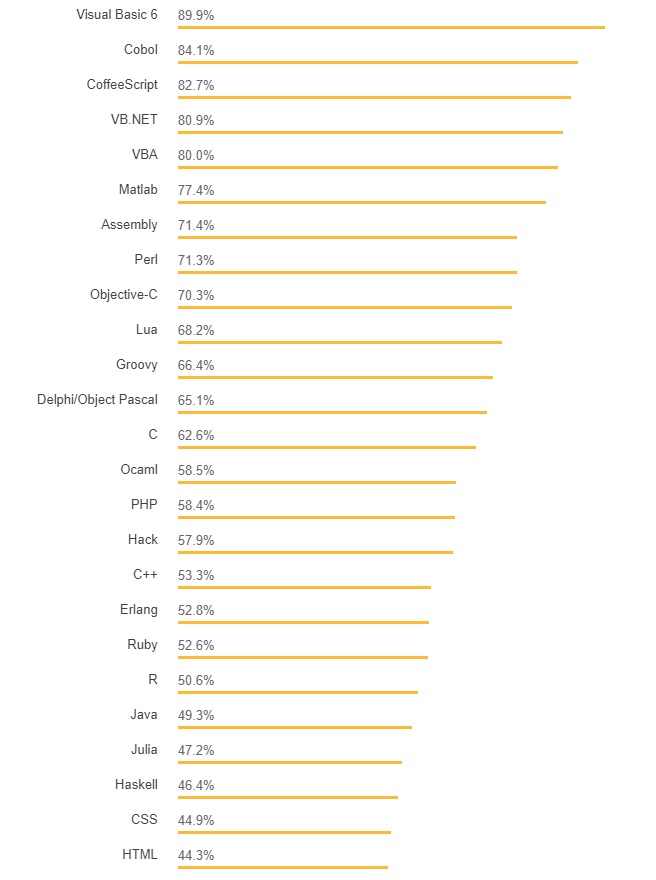 Visual Basic 6 89.9%
Cobol 84.1%
CoffeeScript 82.7%
VB.NET 80.9%
VBA 80.0%
Matlab 77.4%
Assembly 71.4%
Perl 71.3%
Objective-C 70.3%
Lua 68.2%
Groovy 66.4%
Delphi/Object Pascal 65.1%
C 62.6%
Ocaml 58.5%
PHP 58.4%
Hack 57.9%
C++ 53.3%
Erlang 52.8%
Ruby 52.6%
R 50.6%
Java 49.3%
Julia 47.2%
Haskell 46.4%
CSS 44.9%
HTML 44.3%